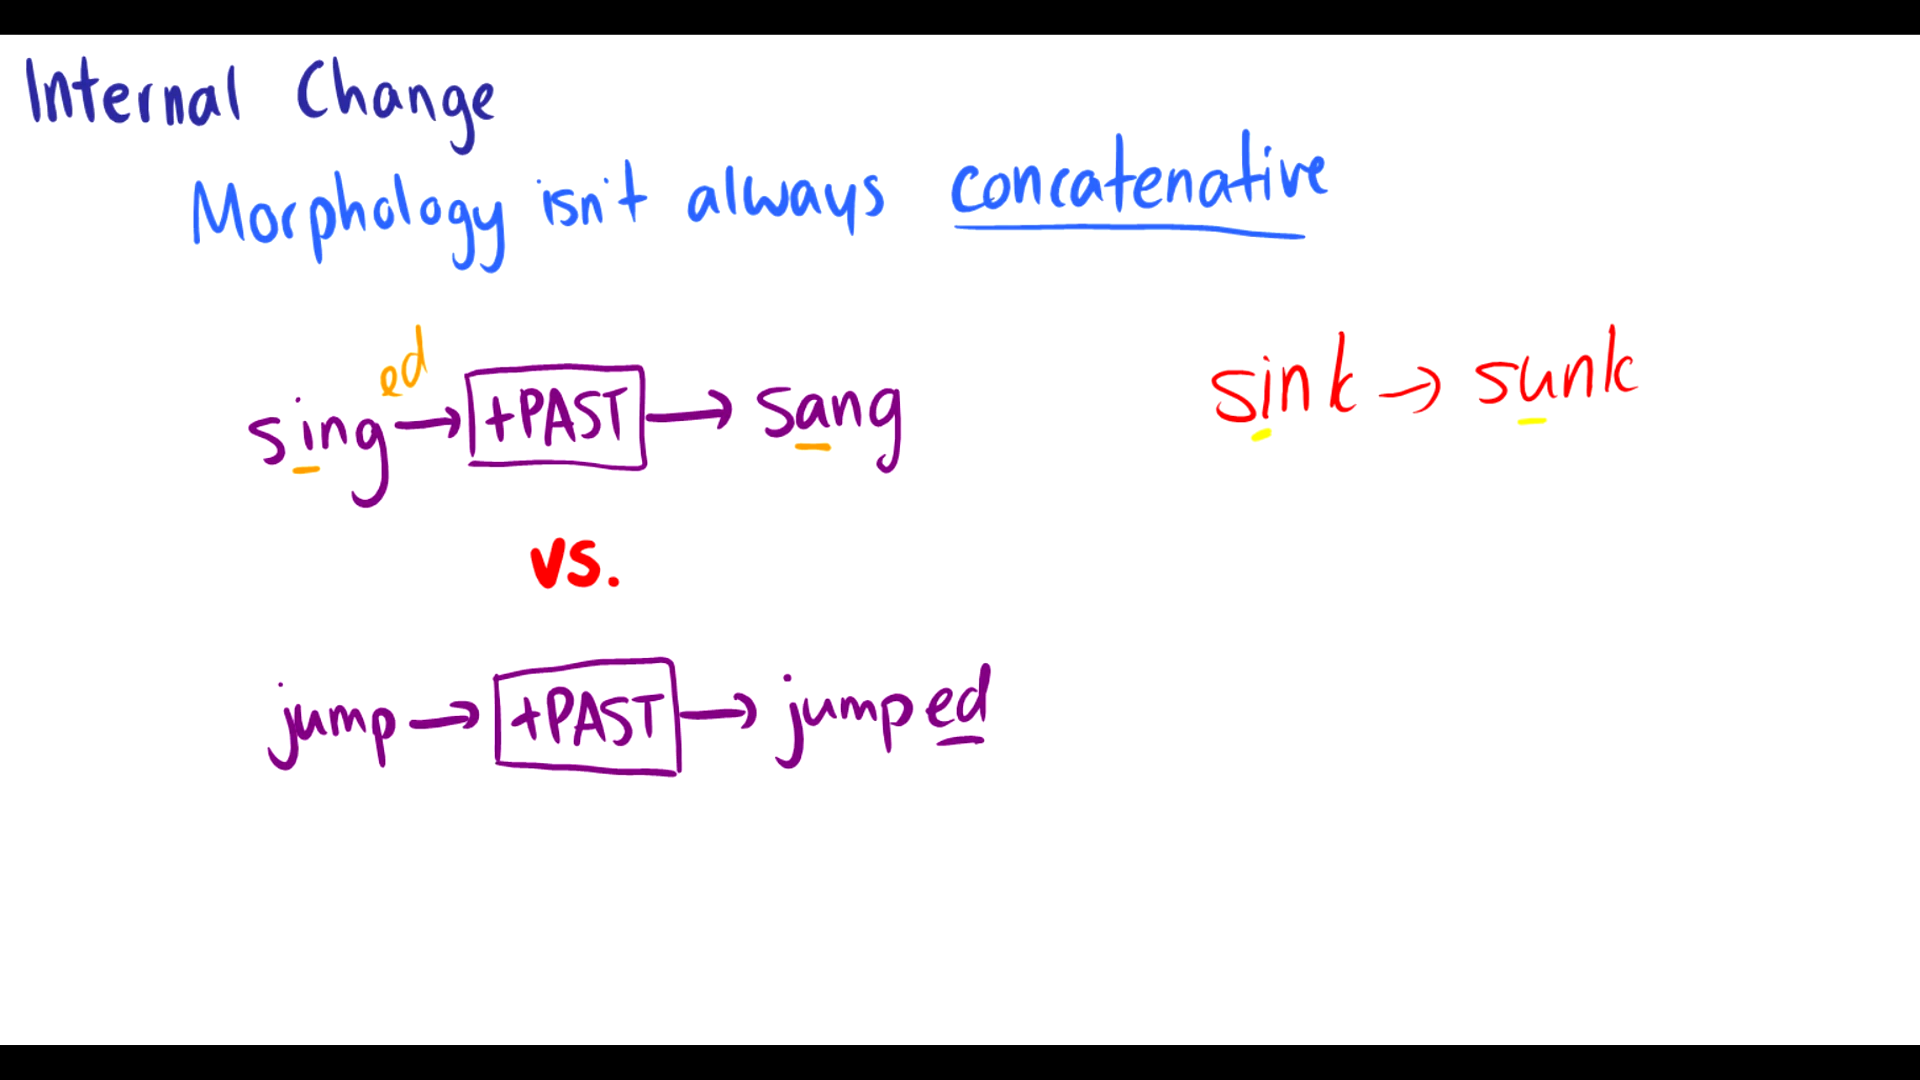 Internal Change
Morphology isn't always concatenative
ed
sing → +PAST → sang
sink → sunk
vs.
jump → +PAST → jumped